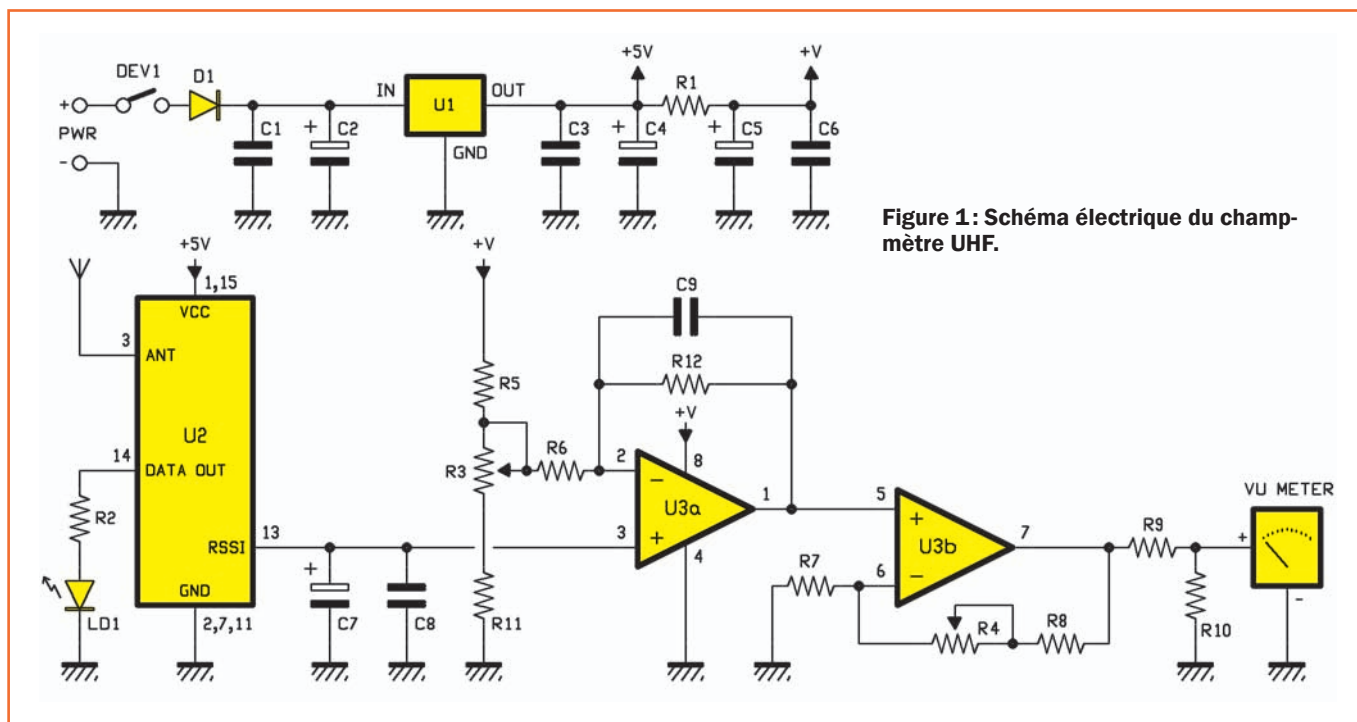 +5V
+V
DEV1
D1
IN
U1
OUT
R1
+
PWR
-
C1
+
C2
GND
C3
+
C4
+
C5
C6
Figure 1: Schéma électrique du champ-
mètre UHF.
+5V
1,15
VCC
3
ANT
U2
14
DATA OUT
R2
13
RSSI
GND
LD1
2,7,11
+
C7
C8
+V
R5
R3
R6
R11
C9
R12
+V
2
-
8
U3a
1
3
+
4
5
+
U3b
7
6
-
R7
R4
R8
R9
R10
VU METER
+
-